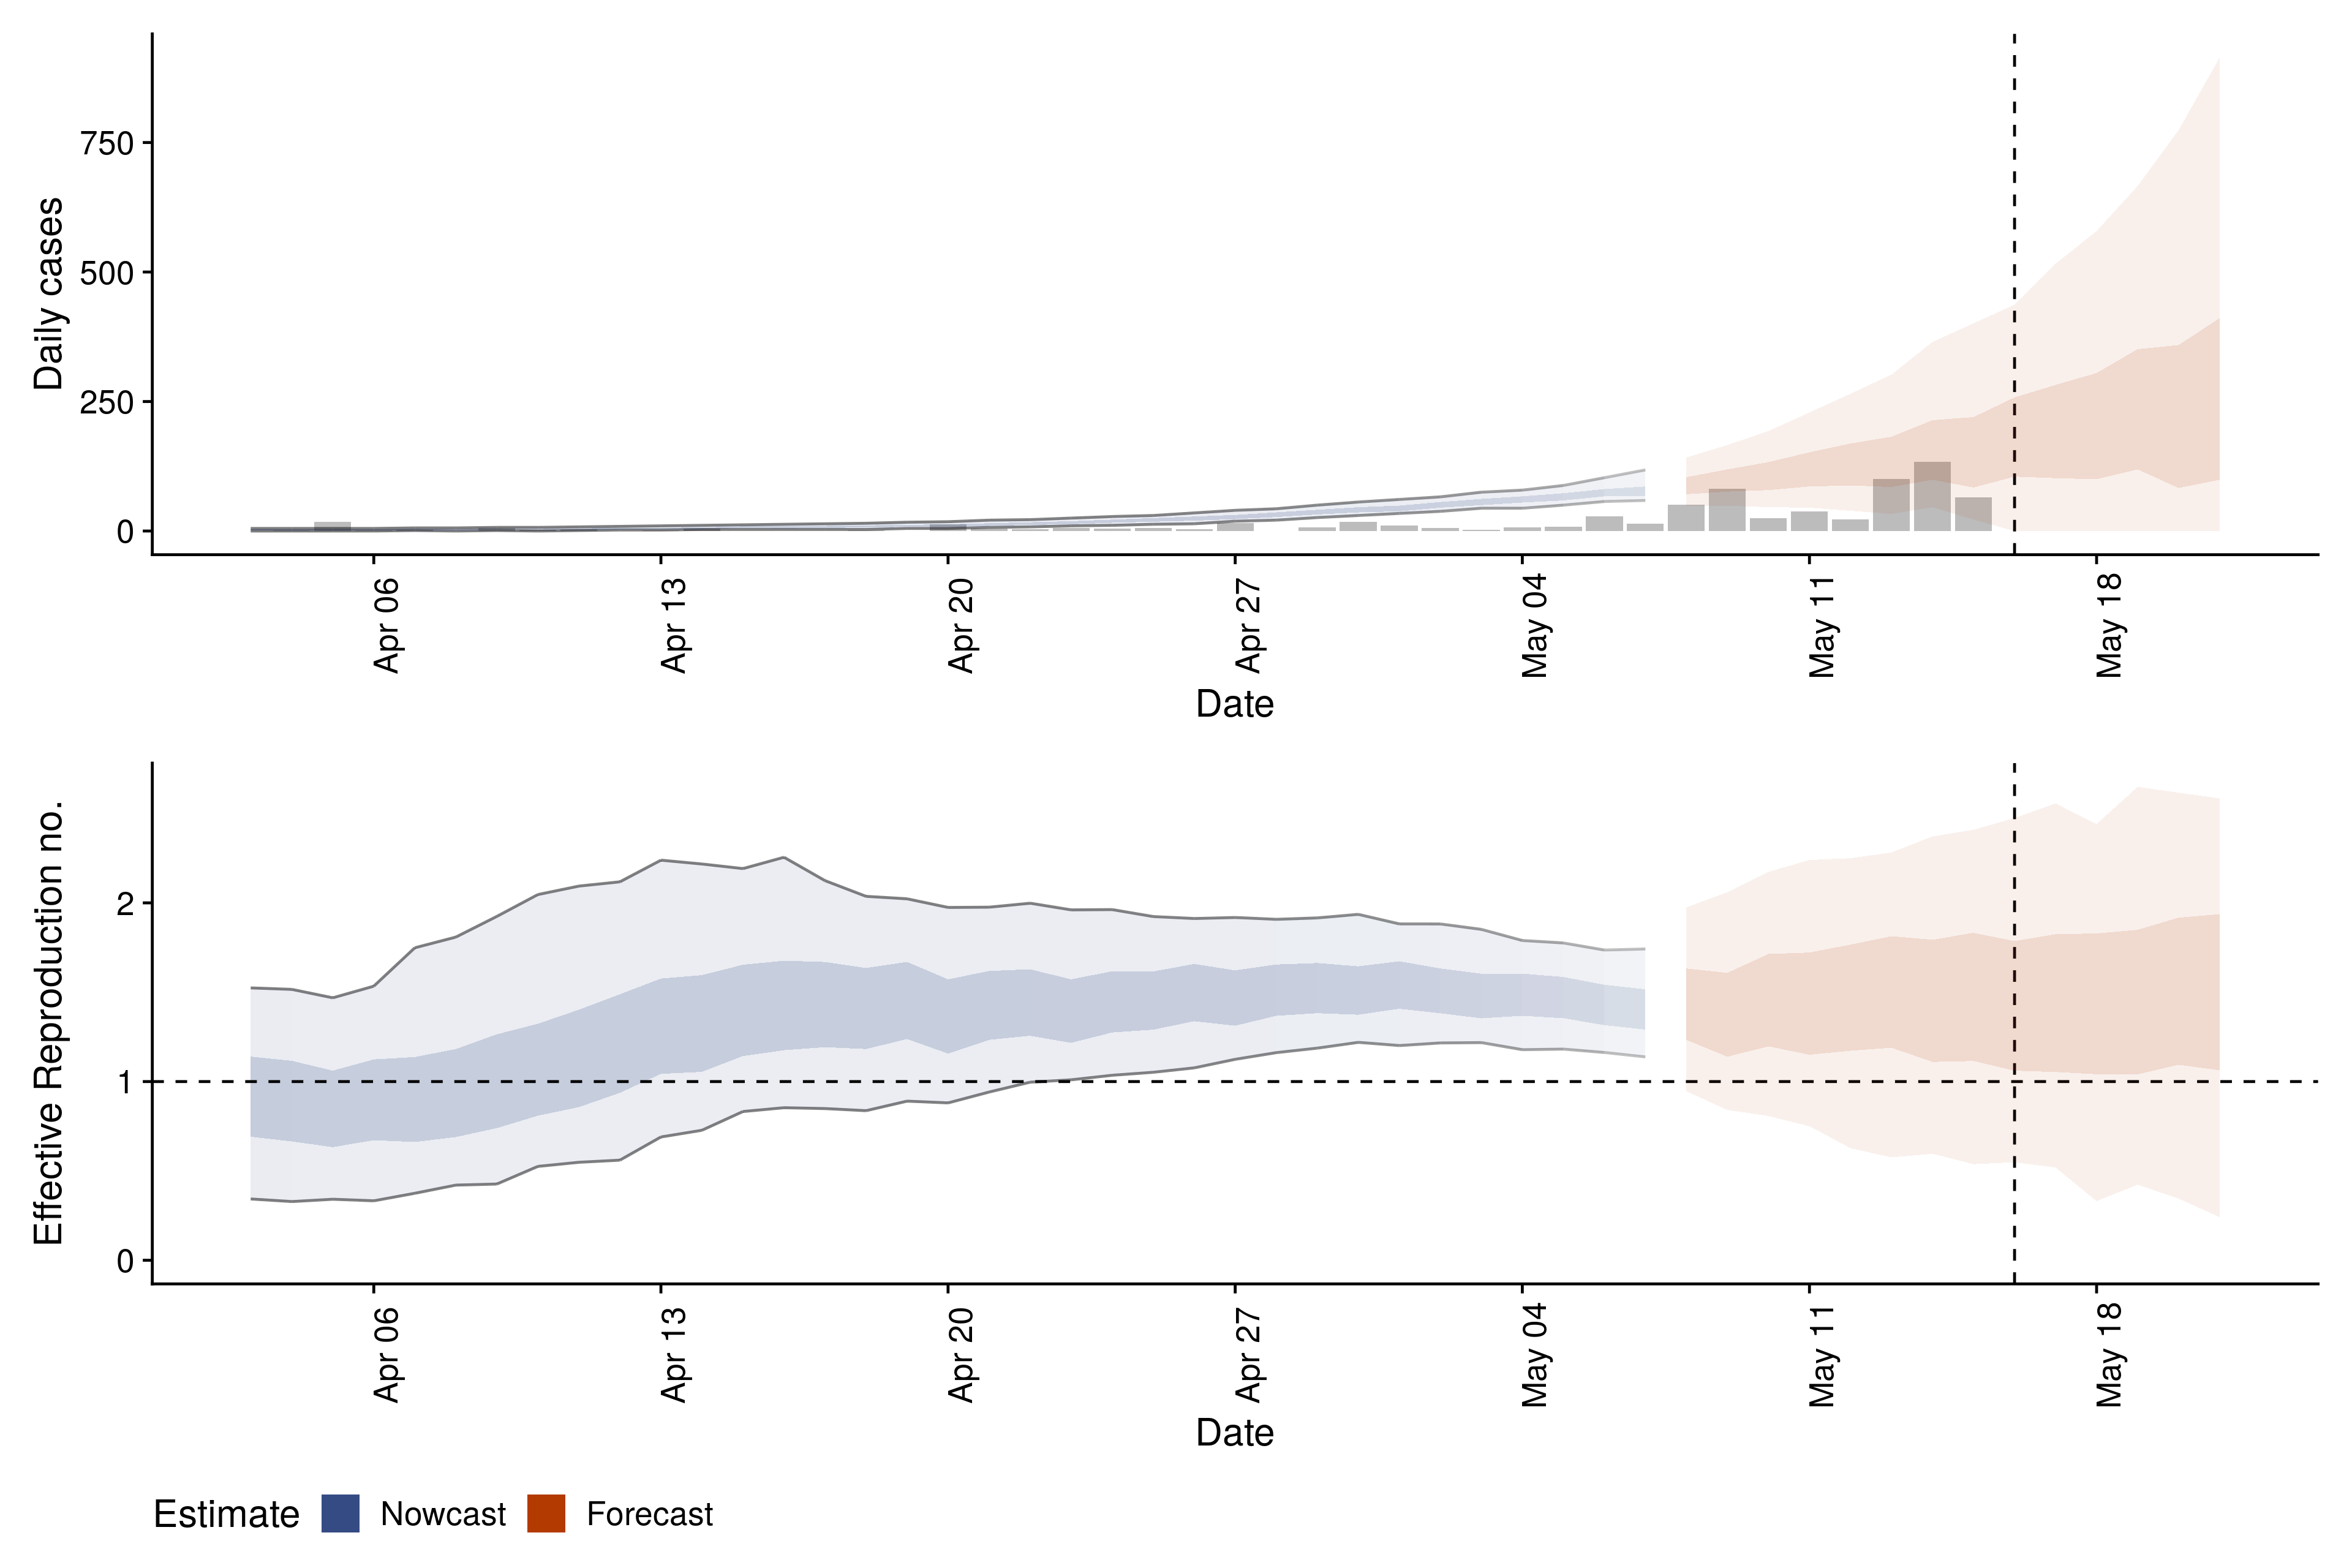 Daily cases
750
500
250
0
Apr 06
Apr 13
Apr 20
Apr 27
May 04
May 11
May 18
Date
Effective Reproduction no.
2
1
0
Apr 06
Apr 13
Apr 20
Apr 27
May 04
May 11
May 18
Date
Estimate Nowcast Forecast